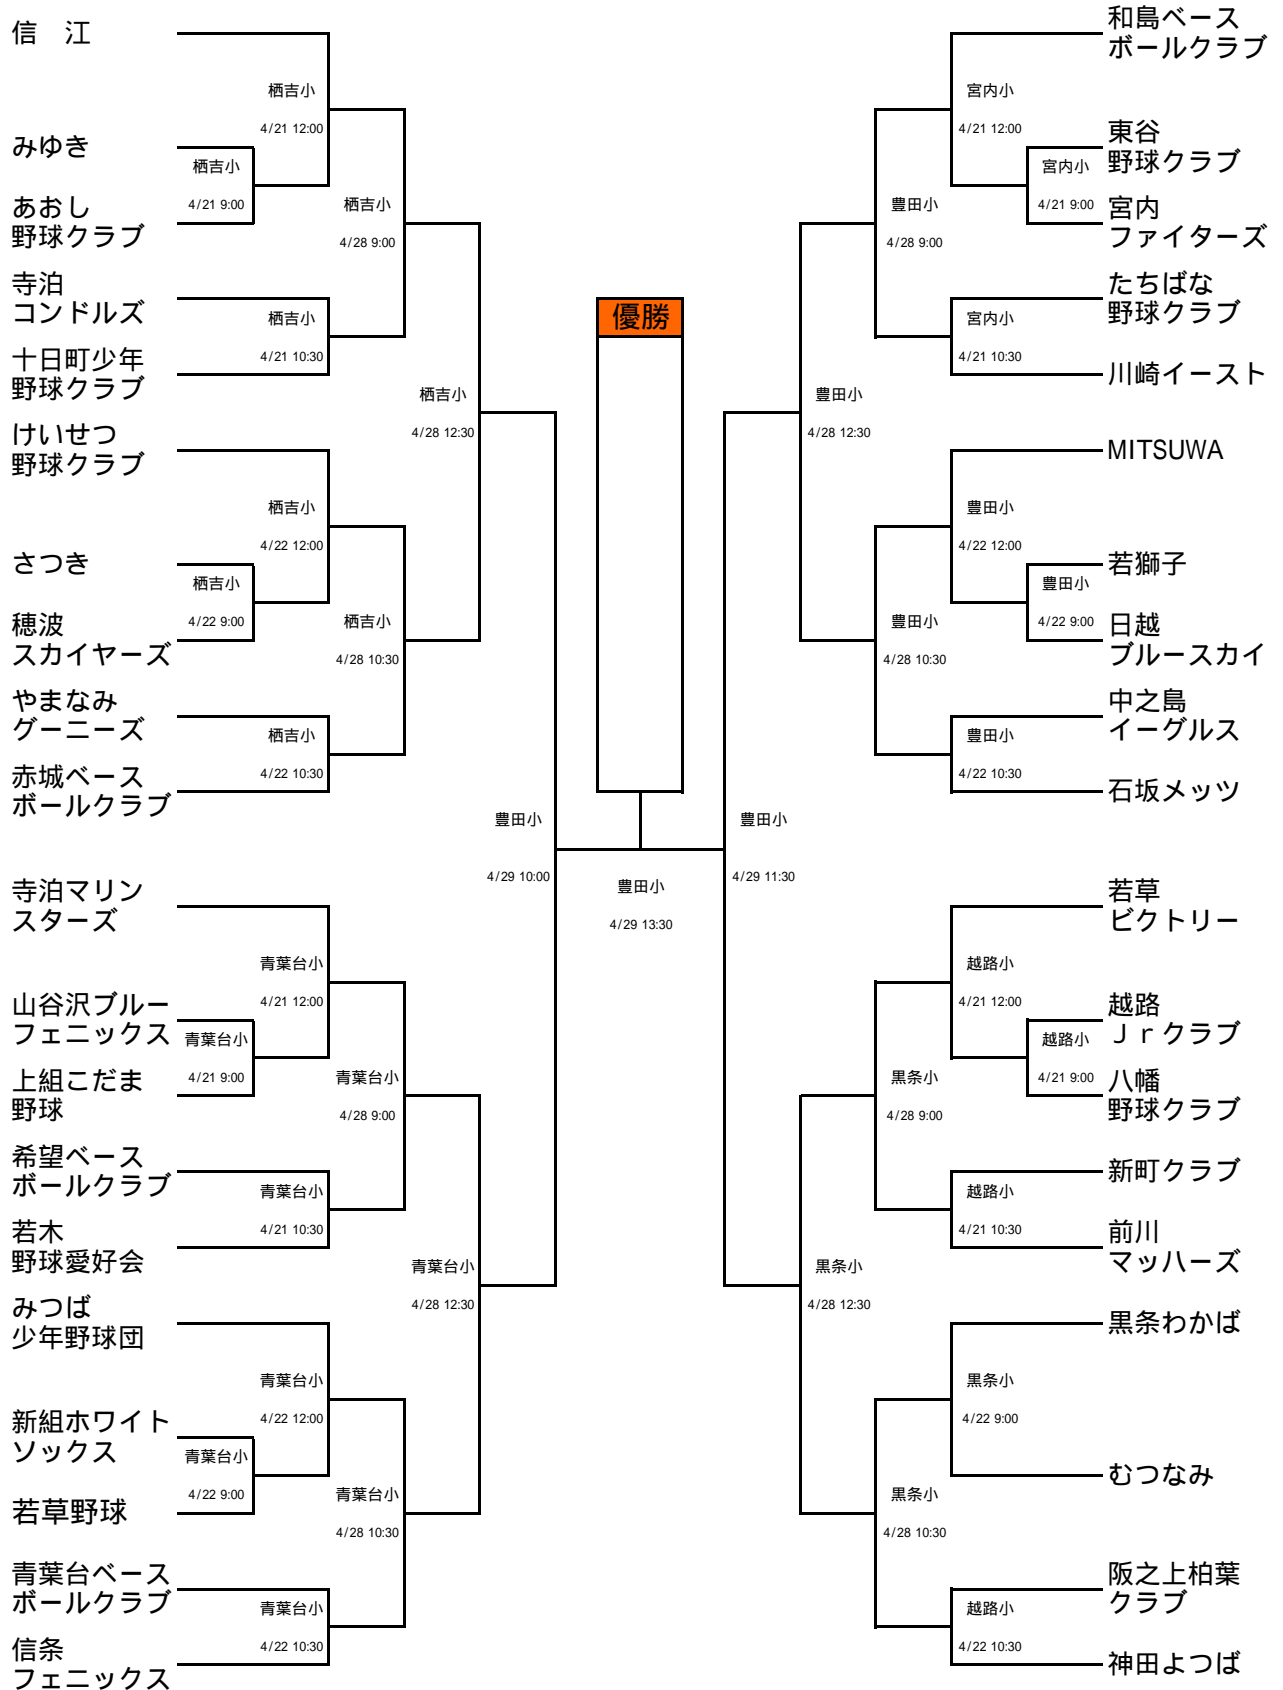 信　江
栖吉小
4/21 12:00
みゆき
栖吉小
4/21 9:00
あおし
野球クラブ
栖吉小
4/28 9:00
寺泊
コンドルズ
栖吉小
4/21 10:30
十日町少年
野球クラブ
栖吉小
4/28 12:30
けいせつ
野球クラブ
栖吉小
4/22 12:00
さつき
栖吉小
4/22 9:00
穂波
スカイヤーズ
栖吉小
4/28 10:30
やまなみ
グーニーズ
栖吉小
4/22 10:30
赤城ベース
ボールクラブ
豊田小
4/29 10:00
寺泊マリン
スターズ
青葉台小
4/21 12:00
山谷沢ブルー
フェニックス
青葉台小
4/21 9:00
上組こだま
野球
青葉台小
4/28 9:00
希望ベース
ボールクラブ
青葉台小
4/21 10:30
若木
野球愛好会
青葉台小
4/28 12:30
みつば
少年野球団
青葉台小
4/22 12:00
新組ホワイト
ソックス
青葉台小
4/22 9:00
若草野球
青葉台小
4/28 10:30
青葉台ベース
ボールクラブ
青葉台小
4/22 10:30
信条
フェニックス
優勝
豊田小
4/29 13:30
和島ベース
ボールクラブ
宮内小
4/21 12:00
東谷
野球クラブ
宮内小
4/21 9:00
宮内
ファイターズ
豊田小
4/28 9:00
たちばな
野球クラブ
宮内小
4/21 10:30
川崎イースト
豊田小
4/28 12:30
MITSUWA
豊田小
4/22 12:00
若獅子
豊田小
4/22 9:00
日越
ブルースカイ
豊田小
4/28 10:30
中之島
イーグルス
豊田小
4/22 10:30
石坂メッツ
豊田小
4/29 11:30
若草
ビクトリー
越路小
4/21 12:00
越路
Ｊｒクラブ
越路小
4/21 9:00
八幡
野球クラブ
黒条小
4/28 9:00
新町クラブ
越路小
4/21 10:30
前川
マッハーズ
黒条小
4/28 12:30
黒条わかば
黒条小
4/22 9:00
むつなみ
黒条小
4/28 10:30
阪之上柏葉
クラブ
越路小
4/22 10:30
神田よつば